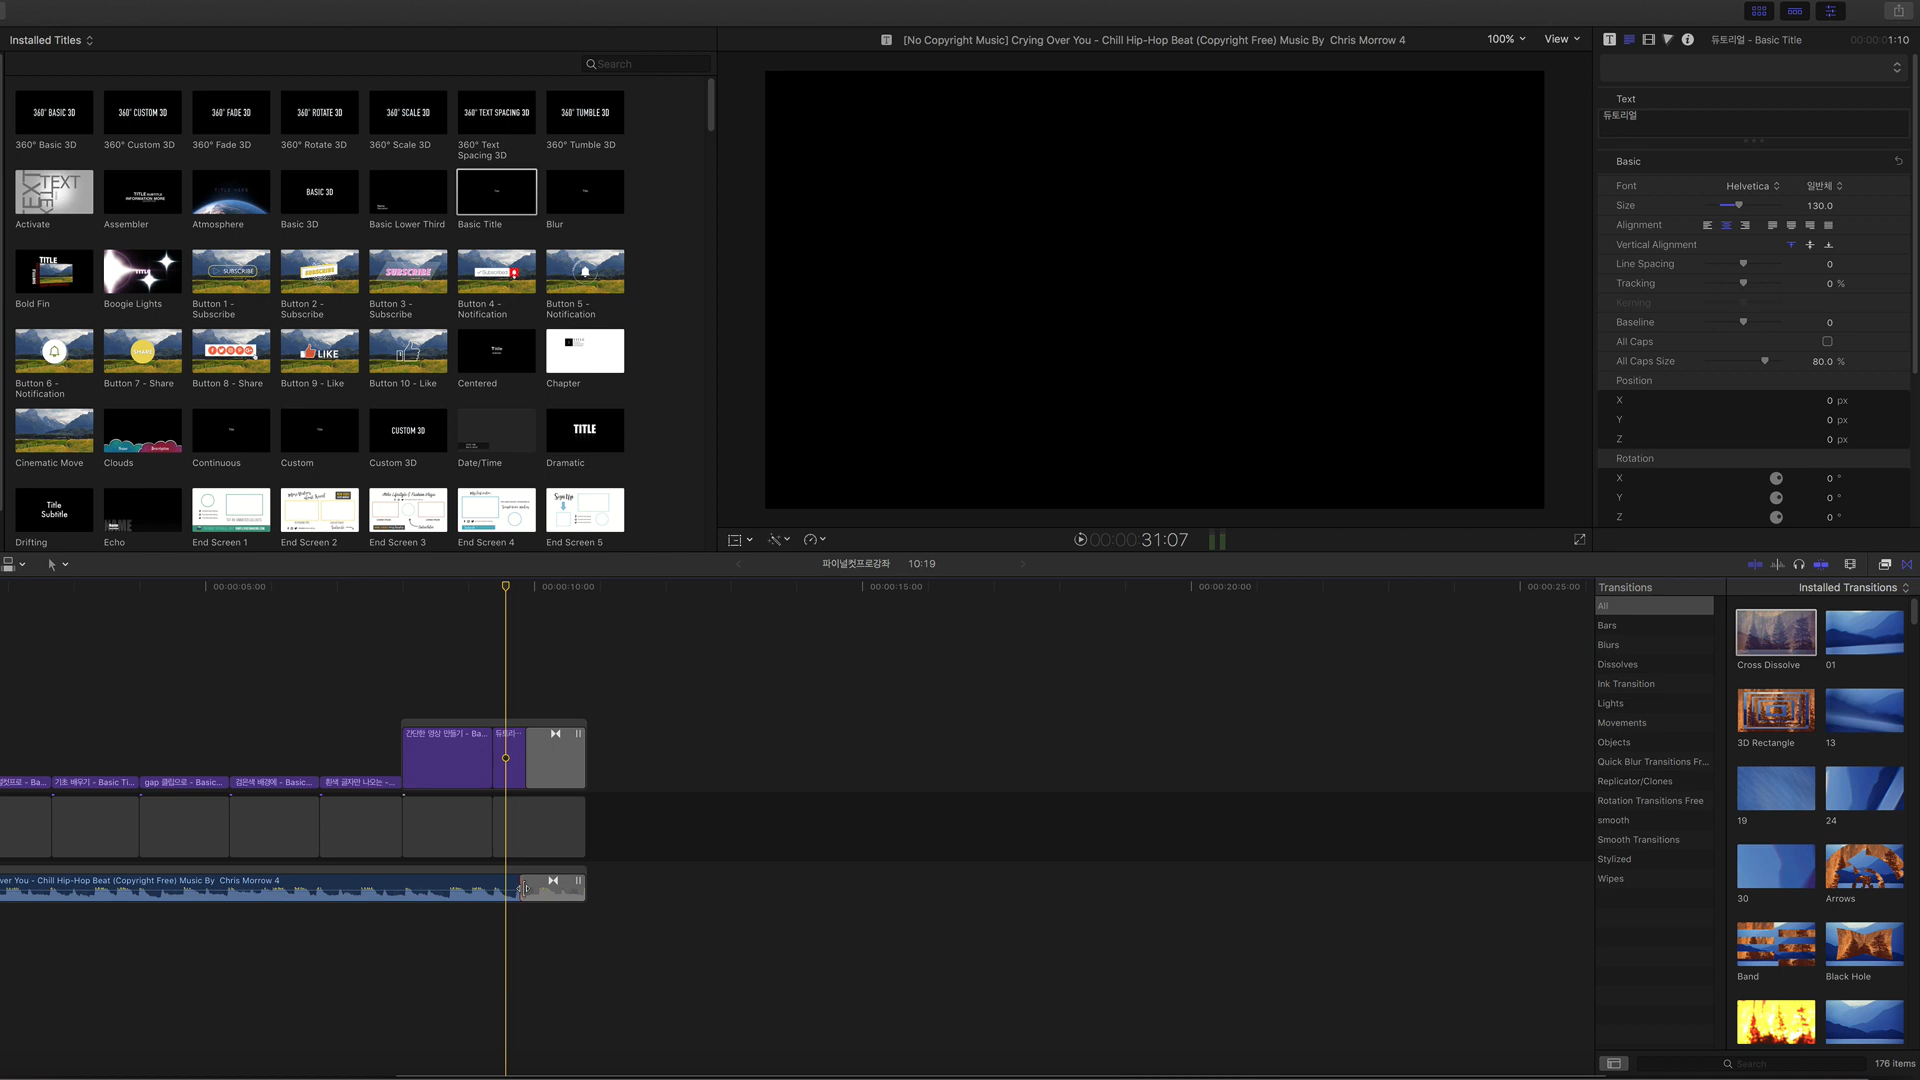 Installed Titles
[No Copyright Music] Crying Over You - Chill Hip-Hop Beat (Copyright Free) Music By Chris Morrow 4
100%
View
듀토리얼 - Basic Title
00:00:01:10
Search
Text
듀토리얼
360° BASIC 3D
360° CUSTOM 3D
360° FADE 3D
360° ROTATE 3D
360° SCALE 3D
360° TEXT SPACING 3D
360° TUMBLE 3D
360° Basic 3D
360° Custom 3D
360° Fade 3D
360° Rotate 3D
360° Scale 3D
360° Text
Spacing 3D
360° Tumble 3D
TEXT
TITLE SUBTITLE
INFORMATION MORE
TITLE HERE
BASIC 3D
Title
Title
Activate
Assembler
Atmosphere
Basic 3D
Basic Lower Third
Basic Title
Blur
TITLE
SUBSCRIBE
SUBSCRIBE
SUBSCRIBE
Subscribed
Bold Fin
Boogie Lights
Button 1 -
Subscribe
Button 2 -
Subscribe
Button 3 -
Subscribe
Button 4 -
Notification
Button 5 -
Notification
SHARE
LIKE
Title
TITLE
Button 6 -
Notification
Button 7 - Share
Button 8 - Share
Button 9 - Like
Button 10 - Like
Centered
Chapter
Title
Title
CUSTOM 3D
TITLE
Cinematic Move
Clouds
Continuous
Custom
Custom 3D
Date/Time
Dramatic
Title
Subtitle
NAME
Sign Up
Drifting
Echo
End Screen 1
End Screen 2
End Screen 3
End Screen 4
End Screen 5
Basic
Font
Helvetica
일반체
Size
130.0
Alignment
Vertical Alignment
Line Spacing
0
Tracking
0 %
Kerning
Baseline
0
All Caps
All Caps Size
80.0 %
Position
X
0 px
Y
0 px
Z
0 px
Rotation
X
0 °
Y
0 °
Z
0 °
00:00:00:31:07
파이널컷프로강좌
10:19
00:00:05:00
00:00:10:00
00:00:15:00
00:00:20:00
00:00:25:00
간단한 영상 만들기 - Ba...
듀토리...
컷프로 - Ba...
기초 배우기 - Basic Ti...
gap 클립으로 - Basic...
검은색 배경에 - Basic...
흰색 글자만 나오는 -...
ver You - Chill Hip-Hop Beat (Copyright Free) Music By Chris Morrow 4
Transitions
Installed Transitions
All
Bars
Blurs
Dissolves
Ink Transition
Lights
Movements
Objects
Quick Blur Transitions Fr...
Replicator/Clones
Rotation Transitions Free
smooth
Smooth Transitions
Stylized
Wipes
Cross Dissolve
01
3D Rectangle
13
19
24
30
Arrows
Band
Black Hole
Search
176 items